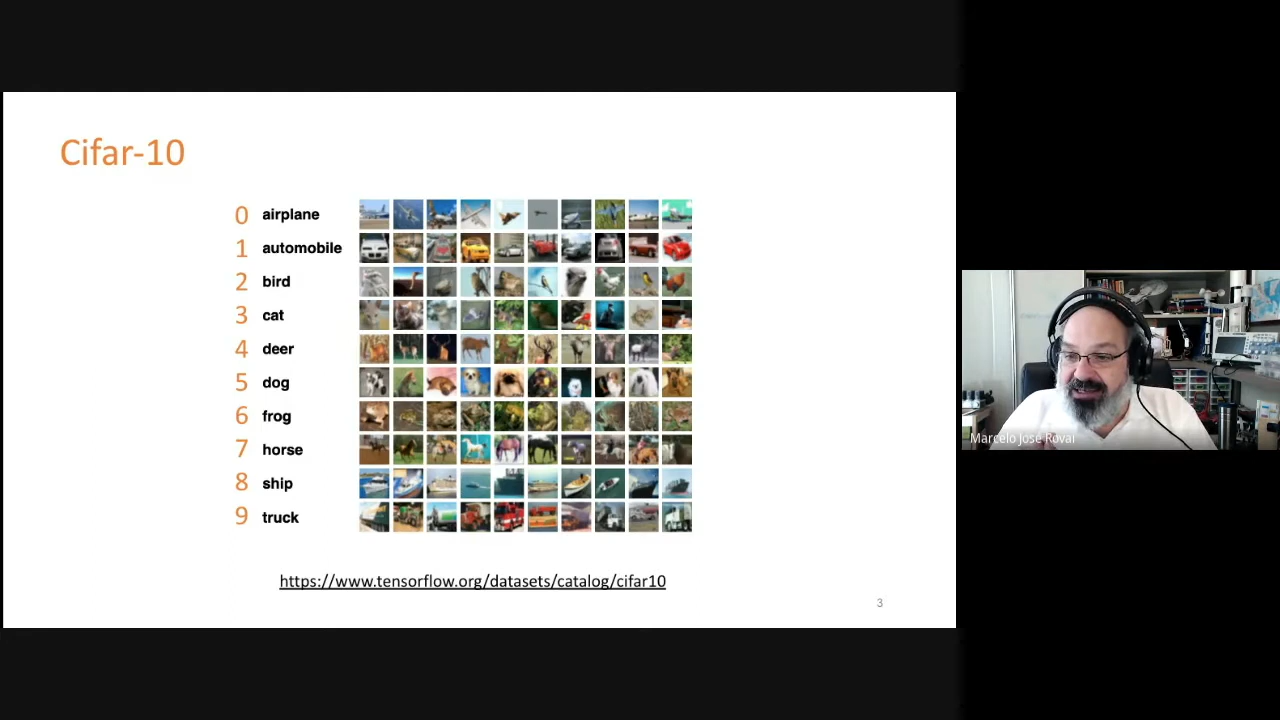 Cifar-10
0 airplane
1 automobile
2 bird
3 cat
4 deer
5 dog
6 frog
7 horse
8 ship
9 truck
https://www.tensorflow.org/datasets/catalog/cifar10
3
Marcelo José Rovai